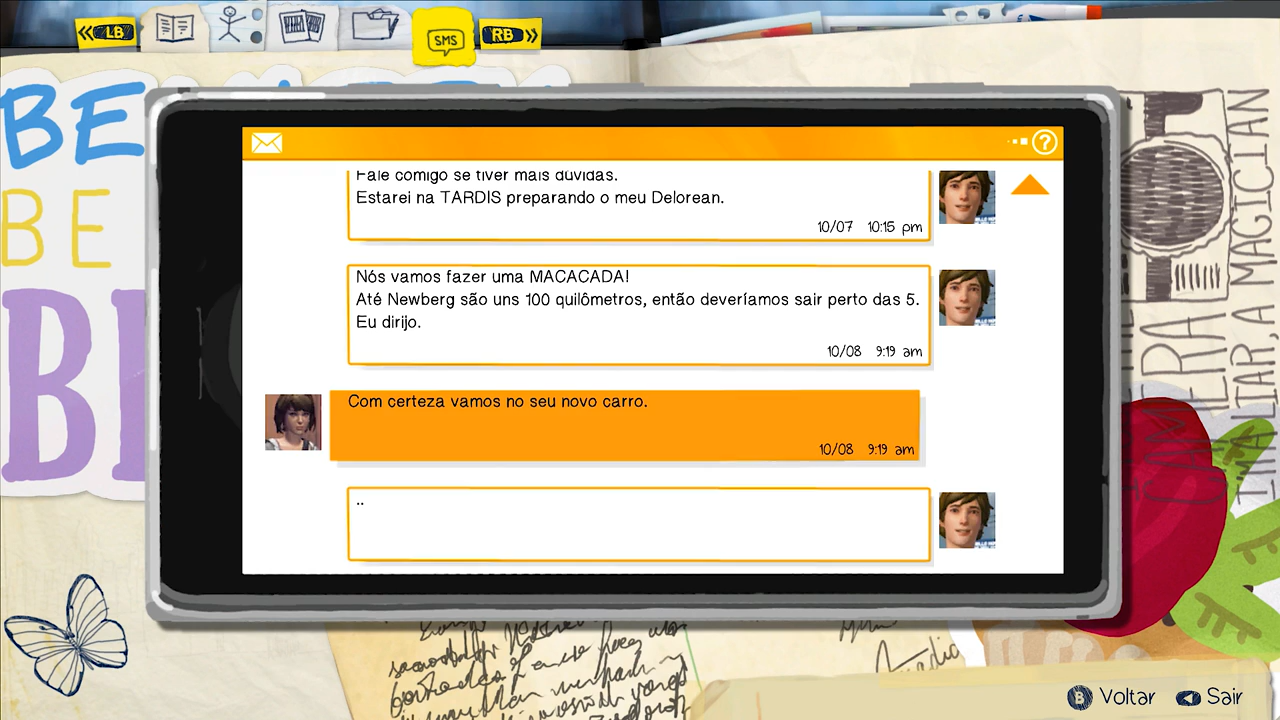 LB
SMS
RB
BE
BE
B
?
Fale comigo se tiver mais dúvidas.
Estarei na TARDIS preparando o meu Delorean.
10/07 10:15 pm
Nós vamos fazer uma MACACADA!
Até Newberg são uns 100 quilômetros, então deveríamos sair perto das 5.
Eu dirijo.
10/08 9:19 am
Com certeza vamos no seu novo carro.
10/08 9:19 am
..
CAMERA
A MAGICIAN
B Voltar
Sair